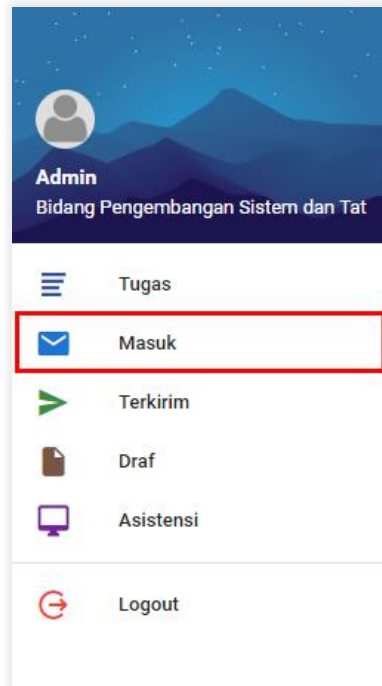 Admin
Bidang Pengembangan Sistem dan Tat
Tugas
Masuk
Terkirim
Draf
Asistensi
Logout